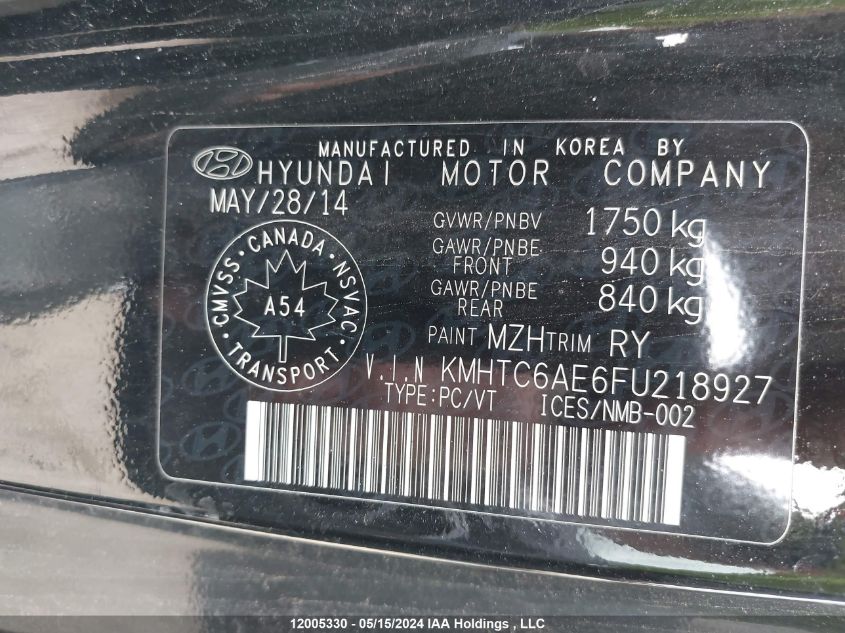 MANUFACTURED IN KOREA BY
HYUNDAI MOTOR COMPANY
MAY/28/14
GVWR/PNBV 1750 kg
GAWR/PNBE FRONT 940 kg
GAWR/PNBE REAR 840 kg
CANADA
CMVSS · NSVAC
A54
TRANSPORT
PAINT MZH TRIM RY
V.I.N KMHTC6AE6FU218927
TYPE:PC/VT ICES/NMB-002
12005330 - 05/15/2024 IAA Holdings , LLC